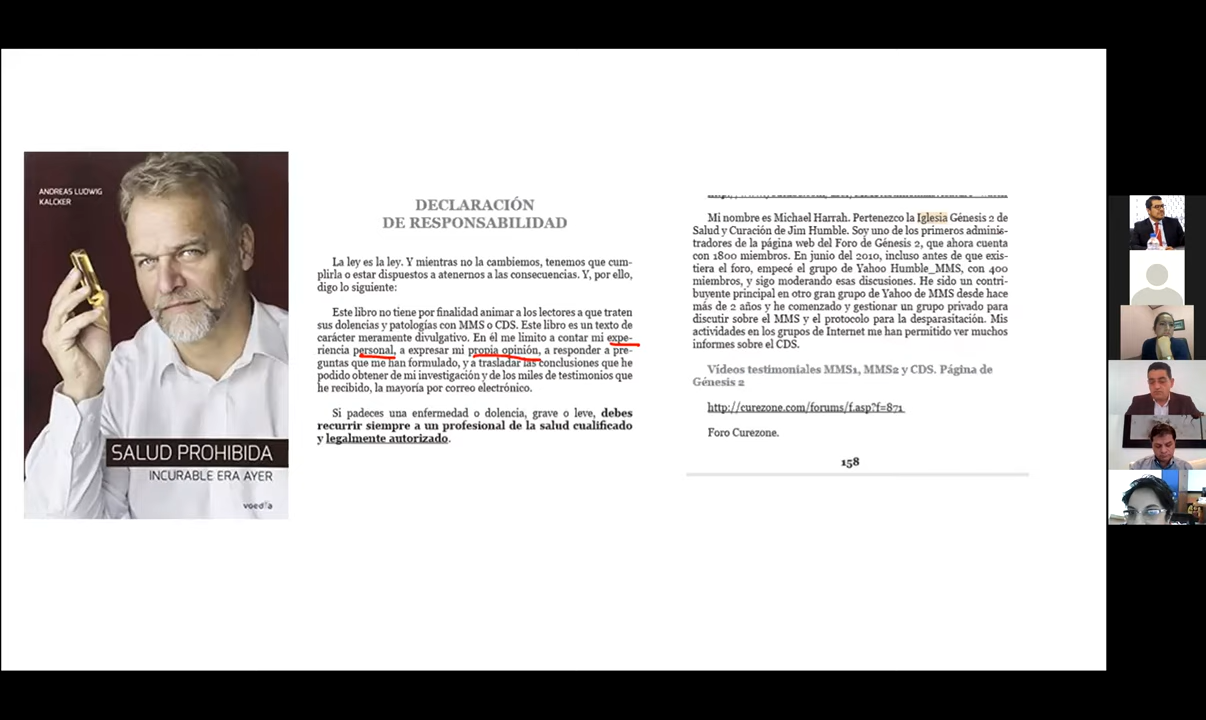 ANDREAS LUDWIG
KALCKER
SALUD PROHIBIDA
INCURABLE ERA AYER
voedia
DECLARACIÓN
DE RESPONSABILIDAD
La ley es la ley. Y mientras no la cambiemos, tenemos que cum-
plirla o estar dispuestos a atenernos a las consecuencias. Y, por ello,
digo lo siguiente:
Este libro no tiene por finalidad animar a los lectores a que traten
sus dolencias y patologías con MMS o CDS. Este libro es un texto de
carácter meramente divulgativo. En él me limito a contar mi expe-
riencia personal, a expresar mi propia opinión, a responder a pre-
guntas que me han formulado, y a trasladar las conclusiones que he
podido obtener de mi investigación y de los miles de testimonios que
he recibido, la mayoría por correo electrónico.
Si padeces una enfermedad o dolencia, grave o leve, debes
recurrir siempre a un profesional de la salud cualificado
y legalmente autorizado.
Mi nombre es Michael Harrah. Pertenezco la Iglesia Génesis 2 de
Salud y Curación de Jim Humble. Soy uno de los primeros adminis-
tradores de la página web del Foro de Génesis 2, que ahora cuenta
con 1800 miembros. En junio del 2010, incluso antes de que exis-
tiera el foro, empecé el grupo de Yahoo Humble_MMS, con 400
miembros, y sigo moderando esas discusiones. He sido un contri-
buyente principal en otro gran grupo de Yahoo de MMS desde hace
más de 2 años y he comenzado y gestionar un grupo privado para
discutir sobre el MMS y el protocolo para la desparasitación. Mis
actividades en los grupos de Internet me han permitido ver muchos
informes sobre el CDS.
Vídeos testimoniales MMS1, MMS2 y CDS. Página de
Génesis 2
http://curezone.com/forums/f.asp?f=871
Foro Curezone.
158